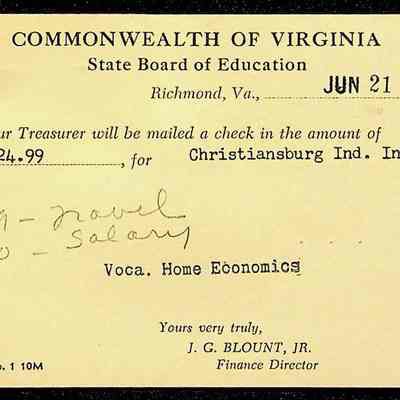 COMMONWEALTH OF VIRGINIA
State Board of Education
Richmond, Va., JUN 21
ur Treasurer will be mailed a check in the amount of
24.99, for Christiansburg Ind. In
9 - Travel
0 - Salary
Voca. Home Economics
Yours very truly,
J. G. BLOUNT, JR.
o. 1 10M Finance Director